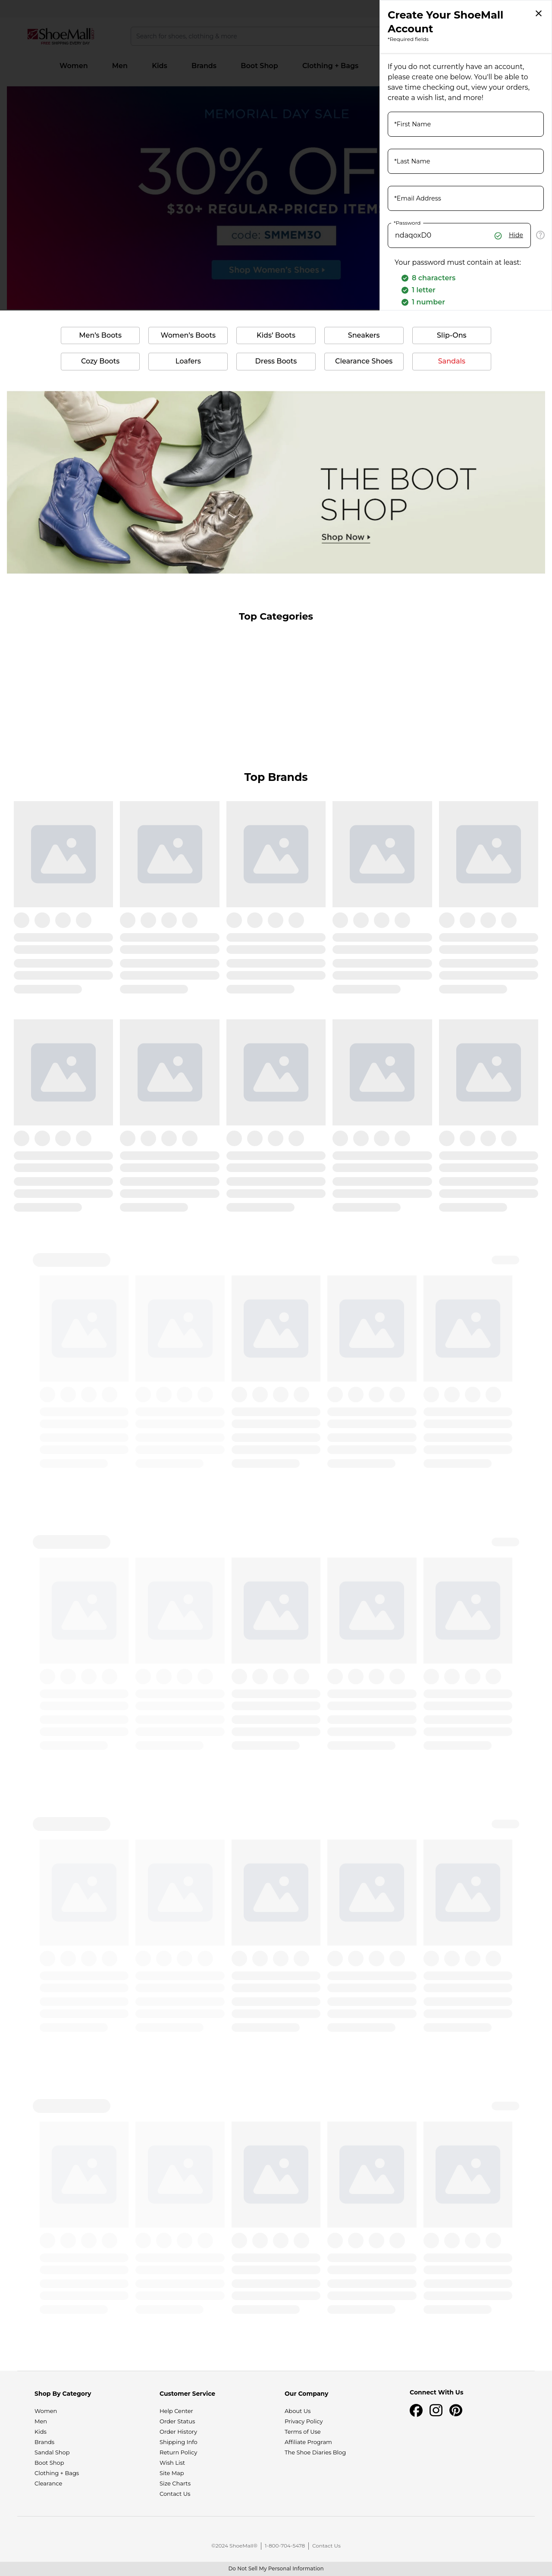 Create Your ShoeMall
Account
*Required fields
ShoeMall
Search for shoes, clothing & more
Women Men Kids Brands Boot Shop Clothing + Bags
If you do not currently have an account,
please create one below. You'll be able to
save time checking out, view your orders,
create a wish list, and more!
*First Name
*Last Name
*Email Address
*Password
ndaqoxD0
Hide
Your password must contain at least:
8 characters
1 letter
1 number
MEMORIAL DAY SALE
30% OF
$30+ REGULAR-PRICED ITEM
code: SMMEM30
Shop Women's Shoes
Men's Boots Women's Boots Kids' Boots Sneakers Slip-Ons
Cozy Boots Loafers Dress Boots Clearance Shoes Sandals
THE BOOT
SHOP
Shop Now
Top Categories
Top Brands
Shop By Category
Women
Men
Kids
Brands
Sandal Shop
Boot Shop
Clothing + Bags
Clearance
Customer Service
Help Center
Order Status
Order History
Shipping Info
Return Policy
Wish List
Site Map
Size Charts
Contact Us
Our Company
About Us
Privacy Policy
Terms of Use
Affiliate Program
The Shoe Diaries Blog
Connect With Us
©2024 ShoeMall® 1-800-704-5478 Contact Us
Do Not Sell My Personal Information